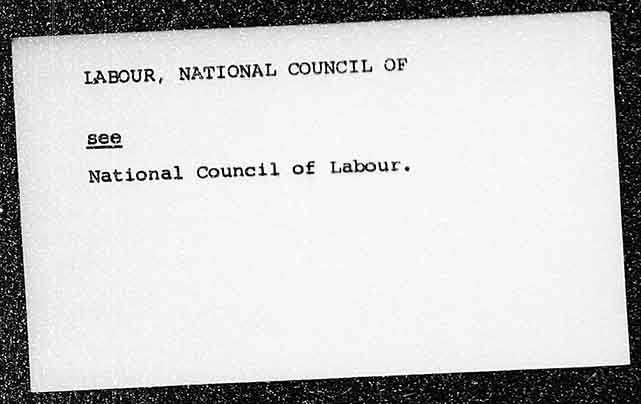 LABOUR, NATIONAL COUNCIL OF
see
National Council of Labour.